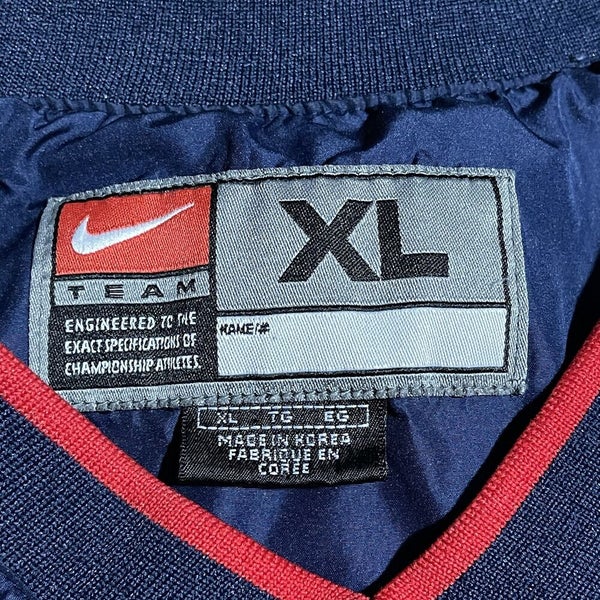 TEAM
ENGINEERED TO THE
EXACT SPECIFICATIONS OF
CHAMPIONSHIP ATHLETES.
XL
NAME/#
XL TG EG
MADE IN KOREA
FABRIQUE EN
CORÉE